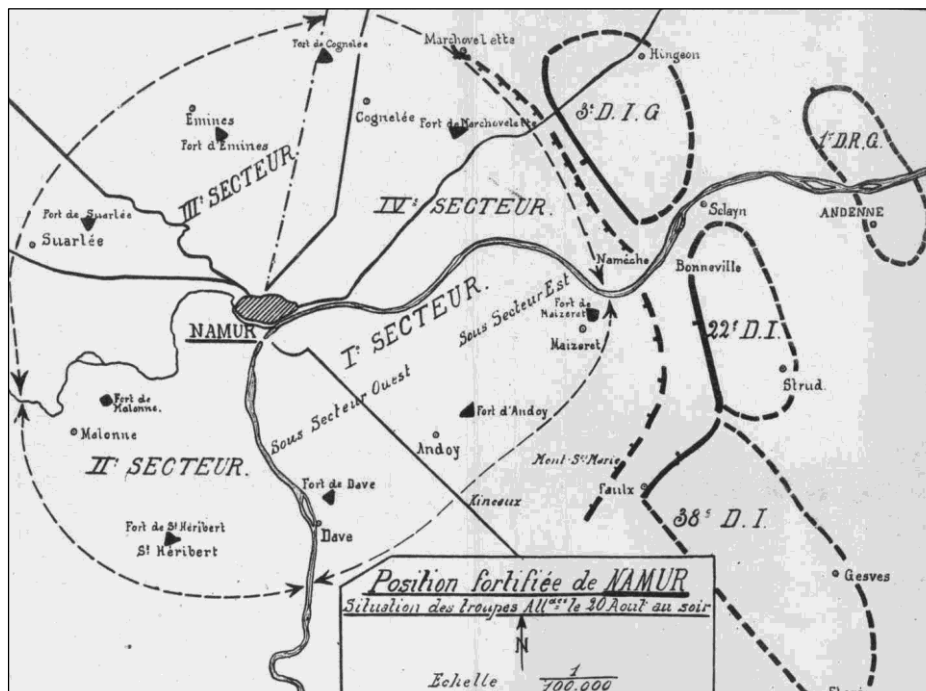 Fort de Cognelée
Marchovelette
Hingeon
Emines
Fort d'Emines
Cognelée
Fort de Marchovelette
3e D.I.G
1e D.R.G.
III° SECTEUR.
IV° SECTEUR.
Fort de Suarlée
Suarlée
Sclayn
ANDENNE
Namêche
Bonneville
NAMUR
I° SECTEUR.
Sous Secteur Est
Fort de
Maizeret
Maizeret
22e D.I.
Strud.
Sous Secteur Ouest
Fort de
Malonne.
Malonne
Fort d'Andoy
Andoy
II° SECTEUR.
Mont Ste Marie
Faulx
Fort de Dave
Dave
38e D.I.
Fort de St Héribert
St Héribert
Gesves
Position fortifiée de NAMUR
Situation des troupes Alldes le 20 Aout au soir
N
Echelle 1/100.000